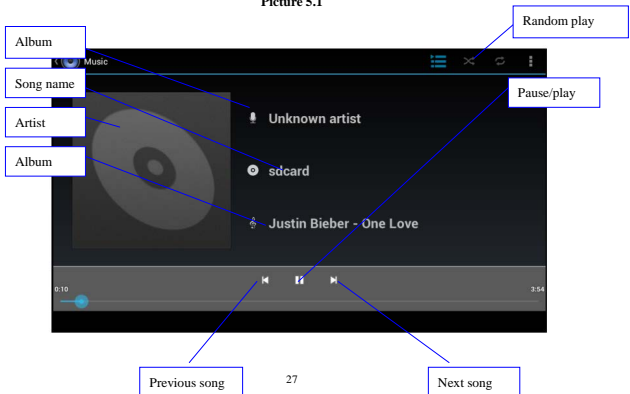 Picture 5.1
Random play
Album
Music
Song name
Pause/play
Unknown artist
Artist
Album
sdcard
Justin Bieber - One Love
0:10
3:54
Previous song
27
Next song